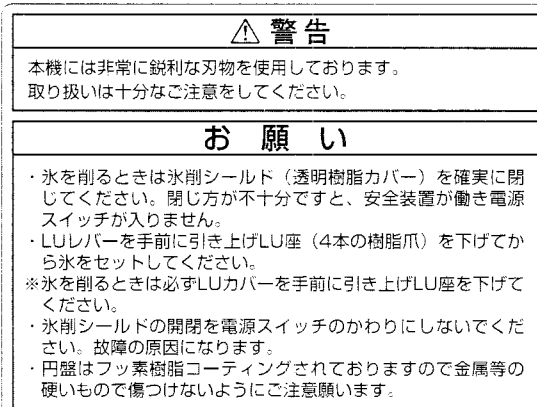 ⚠ 警告
本機には非常に鋭利な刃物を使用しております。
取り扱いは十分なご注意をしてください。
お 願 い
・氷を削るときは氷削シールド（透明樹脂カバー）を確実に閉
じてください。閉じ方が不十分ですと、安全装置が働き電源
スイッチが入りません。
・LUレバーを手前に引き上げLU座（4本の樹脂爪）を下げてか
ら氷をセットしてください。
※氷を削るときは必ずLUカバーを手前に引き上げLU座を下げて
ください。
・氷削シールドの開閉を電源スイッチのかわりにしないでくだ
さい。故障の原因になります。
・円盤はフッ素樹脂コーティングされておりますので金属等の
硬いもので傷つけないようにご注意願います。